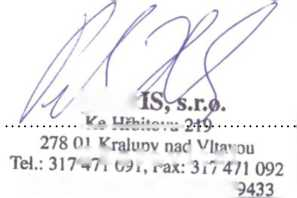 IS, s.r.o.
Ke Hřbitovu 219
278 01 Kralupy nad Vltavou
Tel.: 317 471 091, Fax: 317 471 092
9433